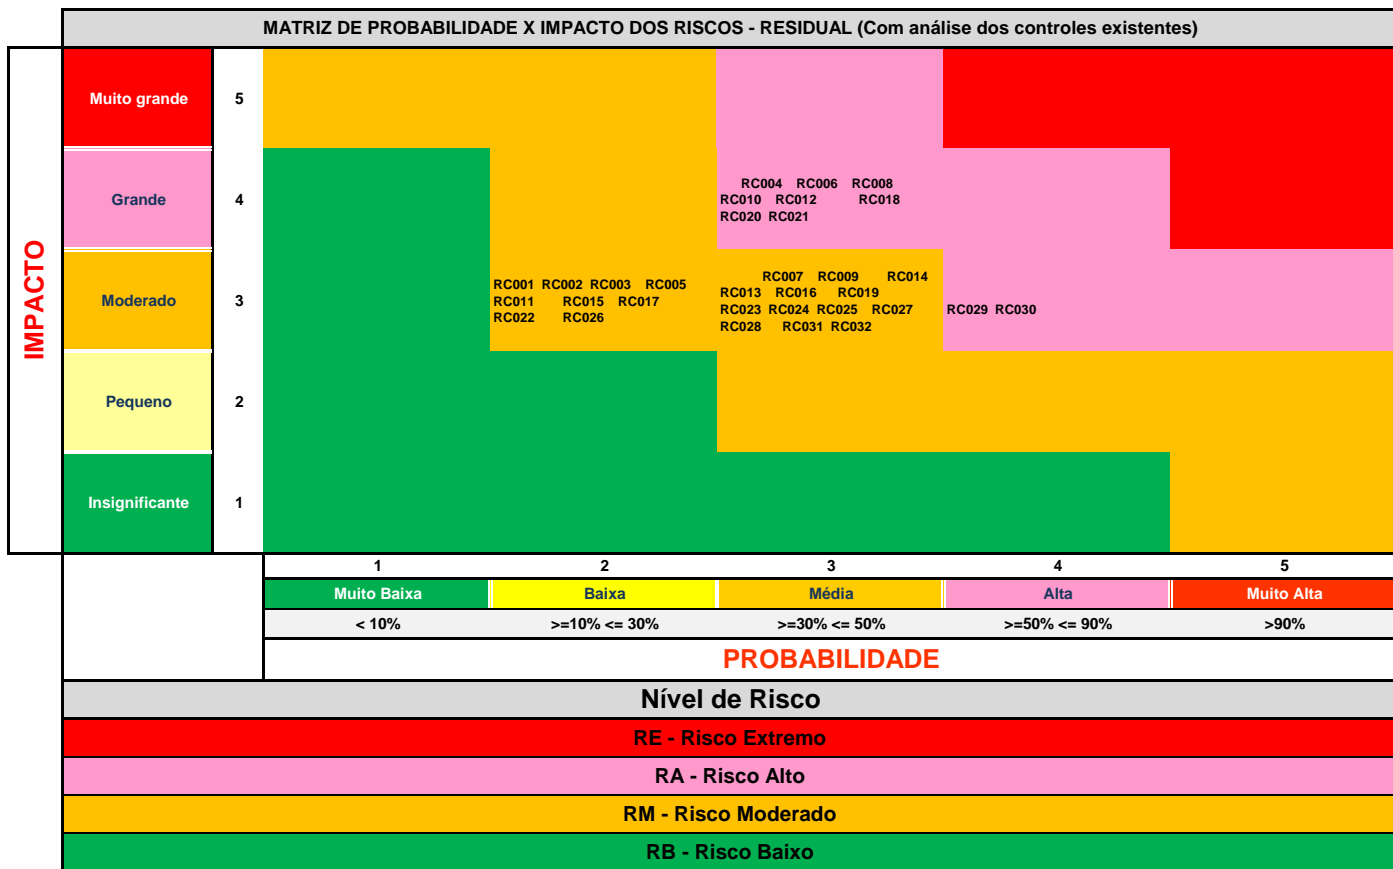 MATRIZ DE PROBABILIDADE X IMPACTO DOS RISCOS - RESIDUAL (Com análise dos controles existentes)
IMPACTO
Muito grande 5
Grande 4
RC004 RC006 RC008
RC010 RC012 RC018
RC020 RC021
Moderado 3
RC001 RC002 RC003 RC005
RC011 RC015 RC017
RC022 RC026
RC007 RC009 RC014
RC013 RC016 RC019
RC023 RC024 RC025 RC027
RC028 RC031 RC032
RC029 RC030
Pequeno 2
Insignificante 1
1 2 3 4 5
Muito Baixa Baixa Média Alta Muito Alta
< 10% >=10% <= 30% >=30% <= 50% >=50% <= 90% >90%
PROBABILIDADE
Nível de Risco
RE - Risco Extremo
RA - Risco Alto
RM - Risco Moderado
RB - Risco Baixo